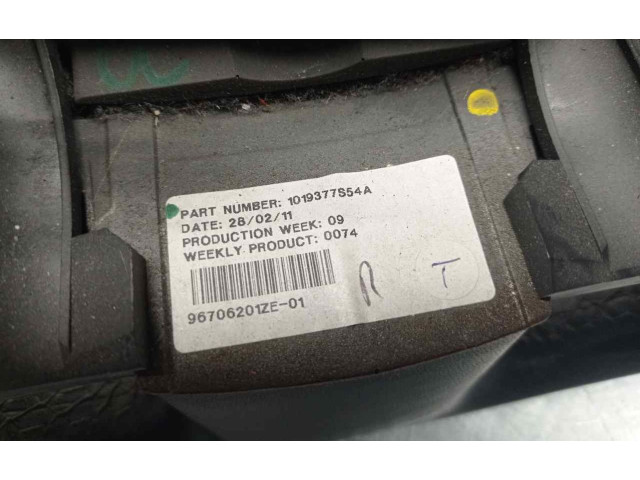 PART NUMBER: 1019377S54A
DATE: 28/02/11
PRODUCTION WEEK: 09
WEEKLY PRODUCT: 0074
R T
96706201ZE-01